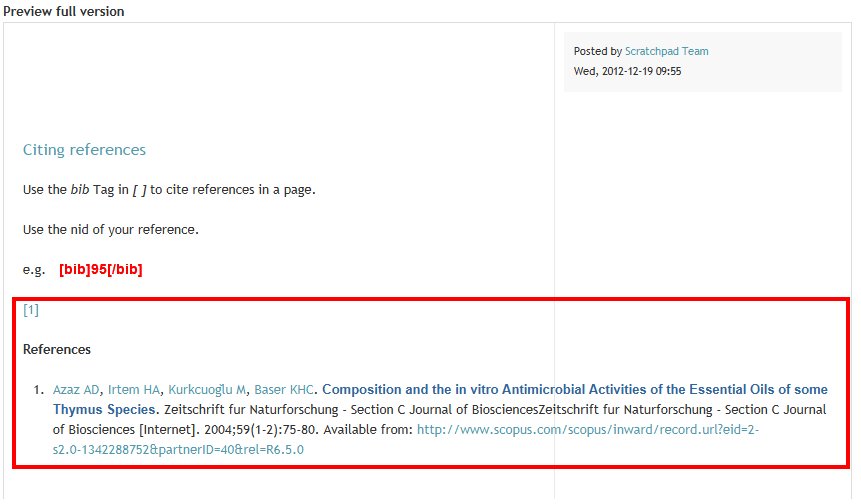 Preview full version
Posted by Scratchpad Team
Wed, 2012-12-19 09:55
Citing references
Use the bib Tag in [ ] to cite references in a page.
Use the nid of your reference.
e.g. [bib]95[/bib]
[1]
References
1. Azaz AD, Irtem HA, Kurkcuoğlu M, Baser KHC. Composition and the in vitro Antimicrobial Activities of the Essential Oils of some
Thymus Species. Zeitschrift fur Naturforschung - Section C Journal of BiosciencesZeitschrift fur Naturforschung - Section C Journal
of Biosciences [Internet]. 2004;59(1-2):75-80. Available from: http://www.scopus.com/scopus/inward/record.url?eid=2-
s2.0-1342288752&partnerID=40&rel=R6.5.0